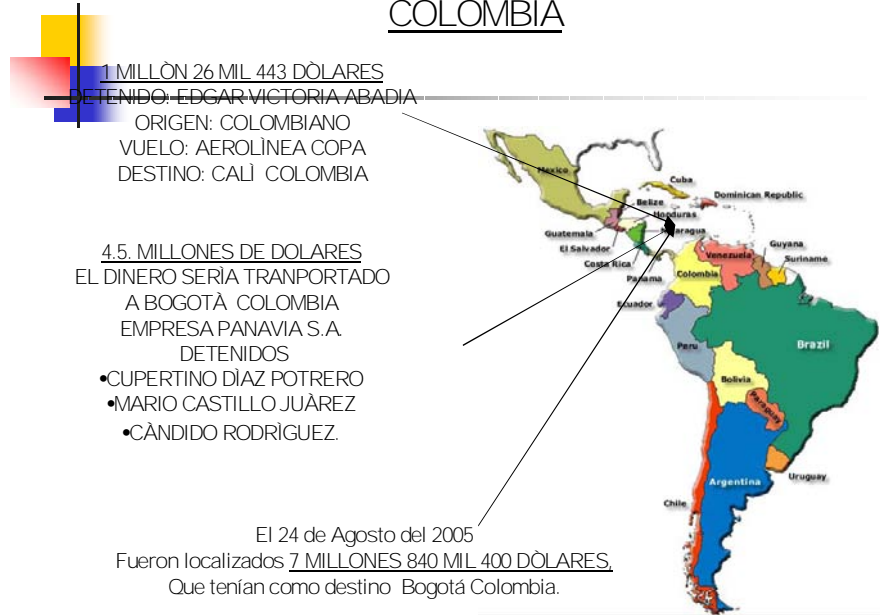 COLOMBIA
1 MILLÒN 26 MIL 443 DÒLARES
DETENIDO: EDGAR VICTORIA ABADIA
ORIGEN: COLOMBIANO
VUELO: AEROLÌNEA COPA
DESTINO: CALÌ COLOMBIA
4.5. MILLONES DE DOLARES
EL DINERO SERÌA TRANPORTADO
A BOGOTÀ COLOMBIA
EMPRESA PANAVIA S.A.
DETENIDOS
•CUPERTINO DÌAZ POTRERO
•MARIO CASTILLO JUÀREZ
•CÀNDIDO RODRÌGUEZ.
El 24 de Agosto del 2005
Fueron localizados 7 MILLONES 840 MIL 400 DÒLARES,
Que tenían como destino Bogotá Colombia.
Mexico
Cuba
Dominican Republic
Belize
Honduras
Guatemala
Nicaragua
El Salvador
Costa Rica
Panama
Venezuela
Guyana
Suriname
Colombia
Ecuador
Peru
Brazil
Bolivia
Paraguay
Uruguay
Argentina
Chile